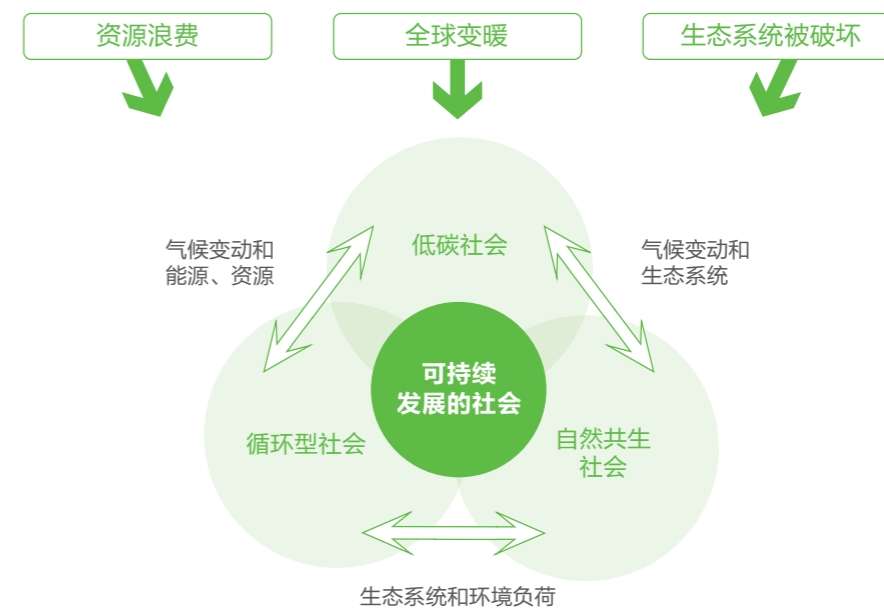 资源浪费
全球变暖
生态系统被破坏
气候变动和
能源、资源
低碳社会
气候变动和
生态系统
可持续
发展的社会
循环型社会
自然共生
社会
生态系统和环境负荷